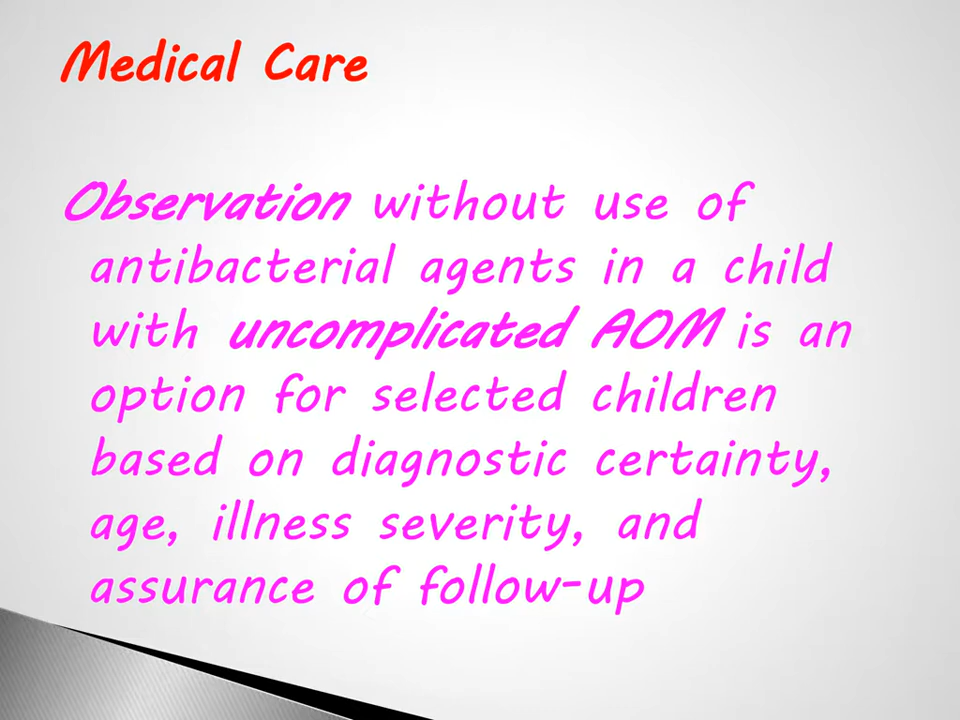 Medical Care
Observation without use of
antibacterial agents in a child
with uncomplicated AOM is an
option for selected children
based on diagnostic certainty,
age, illness severity, and
assurance of follow-up